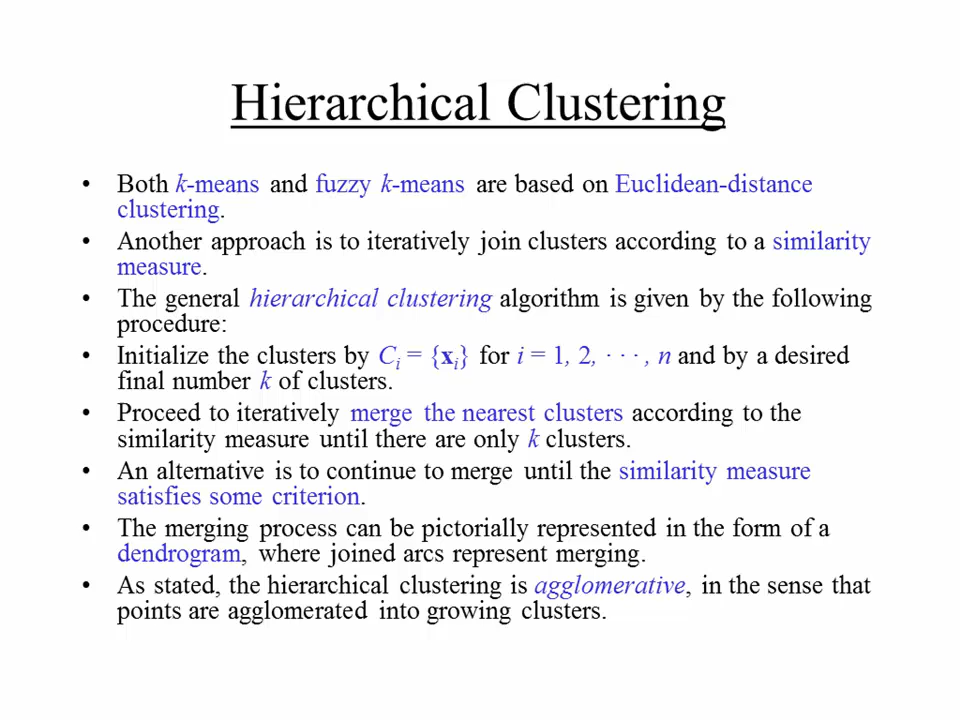 Hierarchical Clustering
• Both k-means and fuzzy k-means are based on Euclidean-distance
clustering.
• Another approach is to iteratively join clusters according to a similarity
measure.
• The general hierarchical clustering algorithm is given by the following
procedure:
• Initialize the clusters by Cᵢ = {xᵢ} for i = 1, 2, · · · , n and by a desired
final number k of clusters.
• Proceed to iteratively merge the nearest clusters according to the
similarity measure until there are only k clusters.
• An alternative is to continue to merge until the similarity measure
satisfies some criterion.
• The merging process can be pictorially represented in the form of a
dendrogram, where joined arcs represent merging.
• As stated, the hierarchical clustering is agglomerative, in the sense that
points are agglomerated into growing clusters.